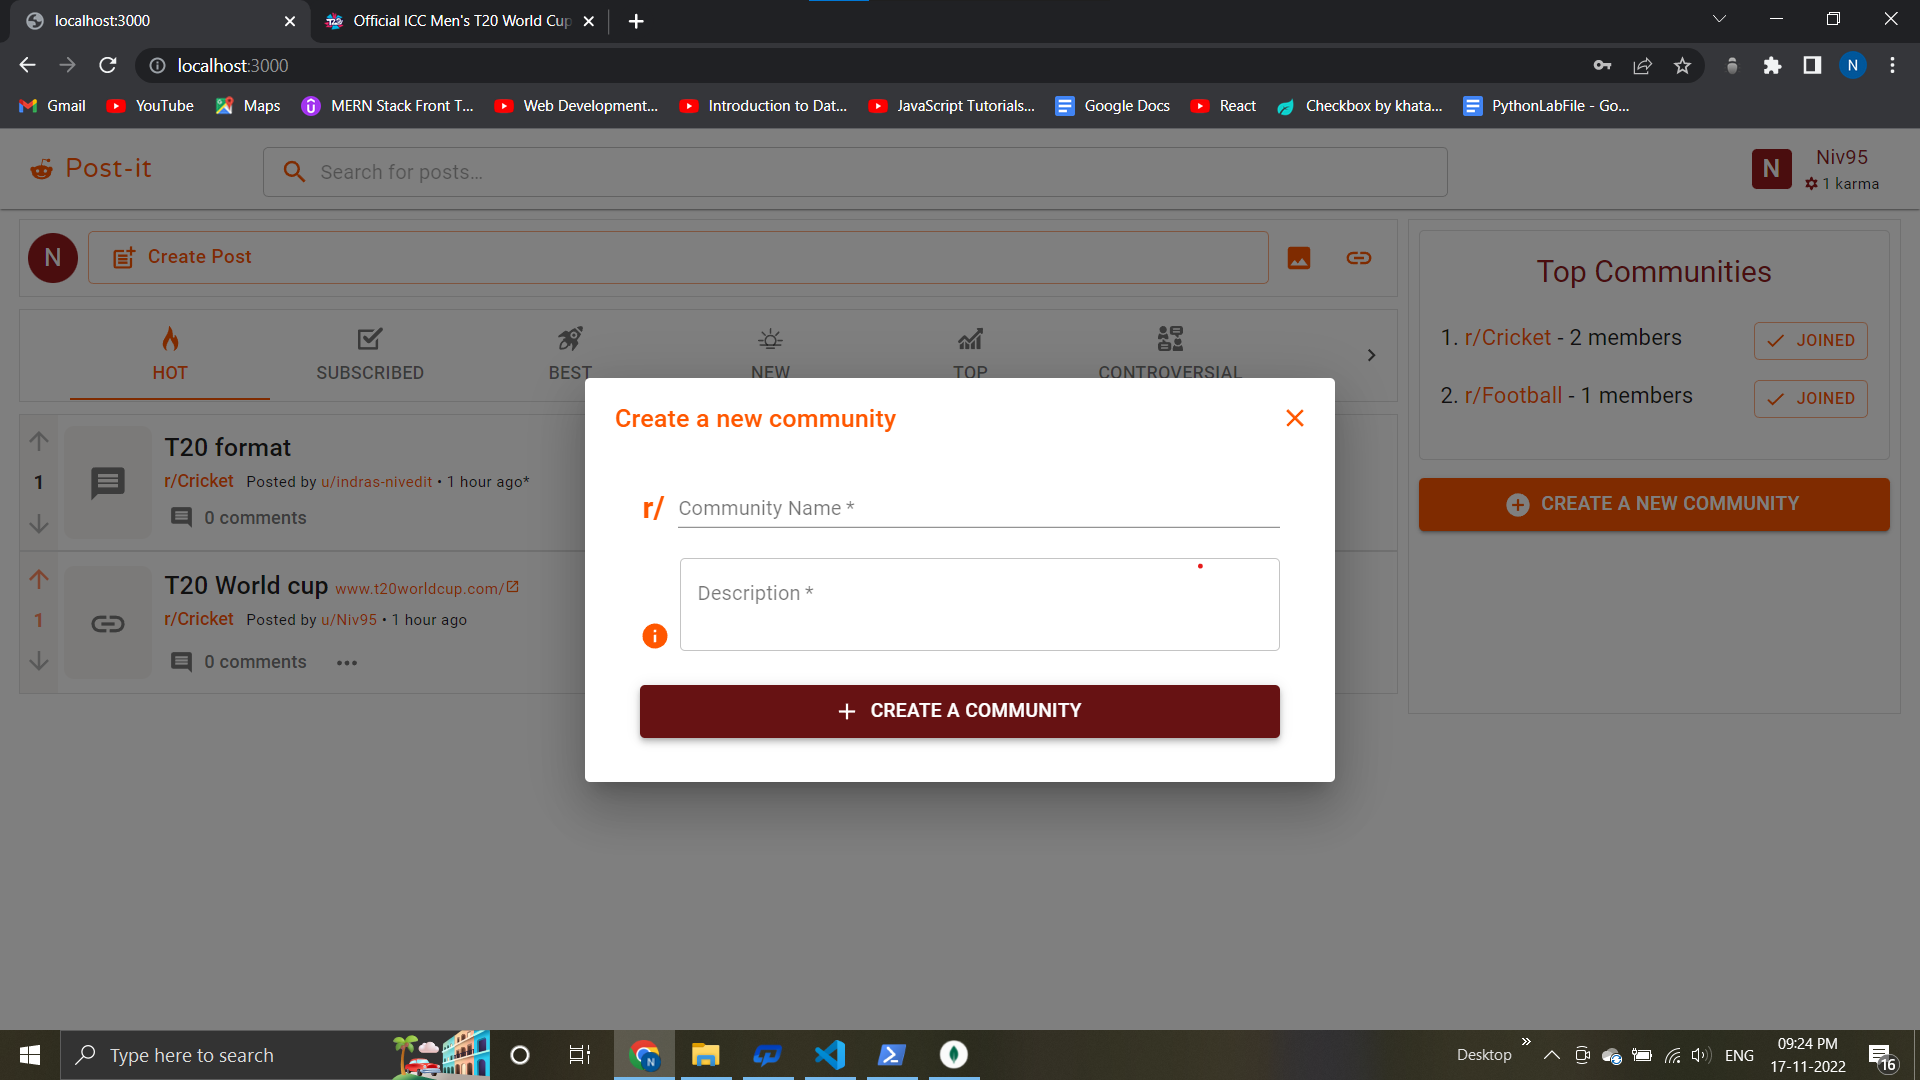 localhost:3000
Official ICC Men's T20 World Cup
localhost:3000
N
Gmail
YouTube
Maps
MERN Stack Front T...
Web Development...
Introduction to Dat...
JavaScript Tutorials...
Google Docs
React
Checkbox by khata...
PythonLabFile - Go...
Post-it
Search for posts...
N
Niv95
1 karma
N
Create Post
HOT
SUBSCRIBED
BEST
NEW
TOP
CONTROVERSIAL
1
T20 format
r/Cricket Posted by u/indras-nivedit • 1 hour ago*
0 comments
1
T20 World cup www.t20worldcup.com/
r/Cricket Posted by u/Niv95 • 1 hour ago
0 comments
Create a new community
r/ Community Name *
Description *
CREATE A COMMUNITY
Top Communities
1. r/Cricket - 2 members
JOINED
2. r/Football - 1 members
JOINED
CREATE A NEW COMMUNITY
Type here to search
N
Desktop
ENG
09:24 PM
17-11-2022
16